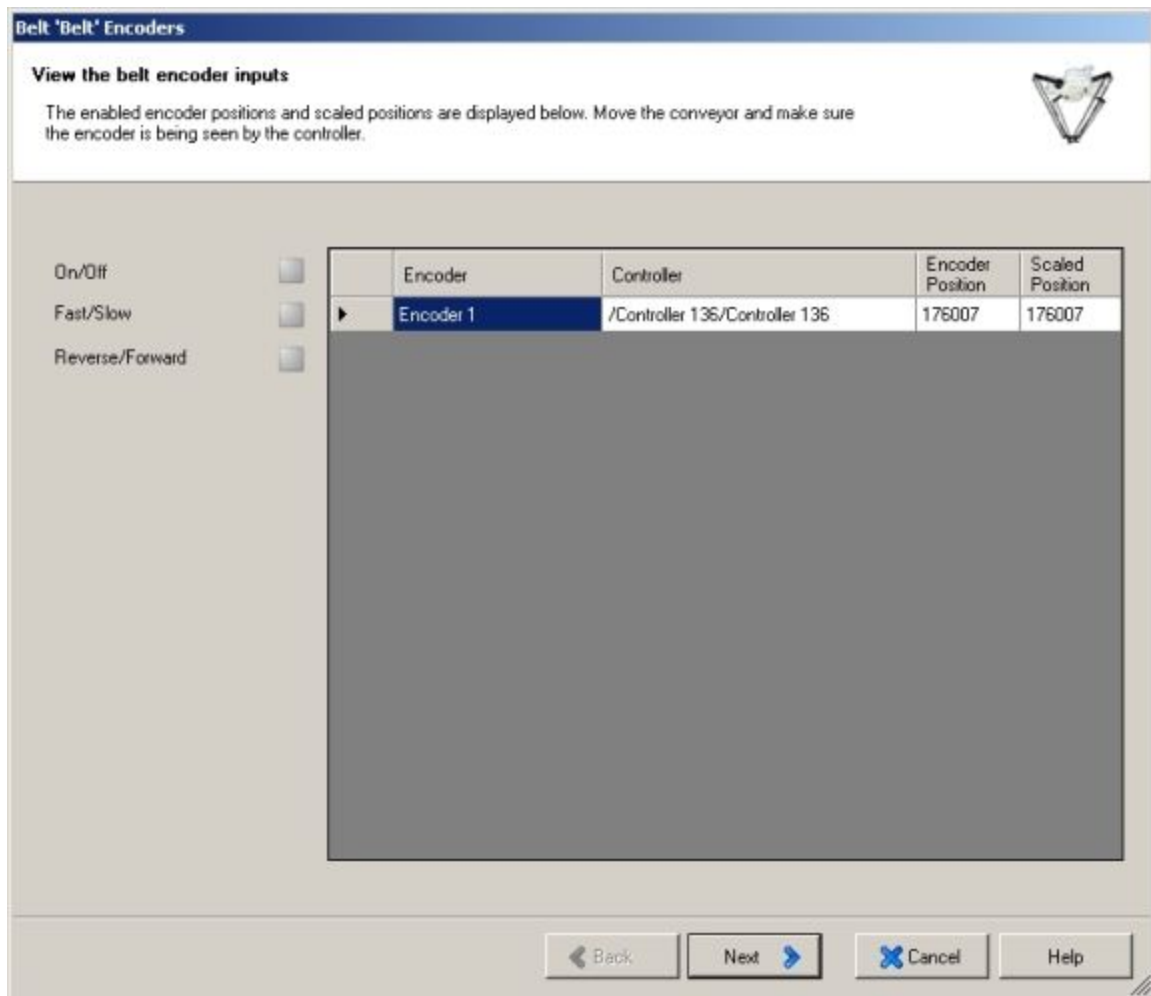 Belt 'Belt' Encoders
View the belt encoder inputs
The enabled encoder positions and scaled positions are displayed below. Move the conveyor and make sure
the encoder is being seen by the controller.
On/Off
Fast/Slow
Reverse/Forward
Encoder Controller Encoder Position Scaled Position
Encoder 1 /Controller 136/Controller 136 176007 176007
Back Next Cancel Help